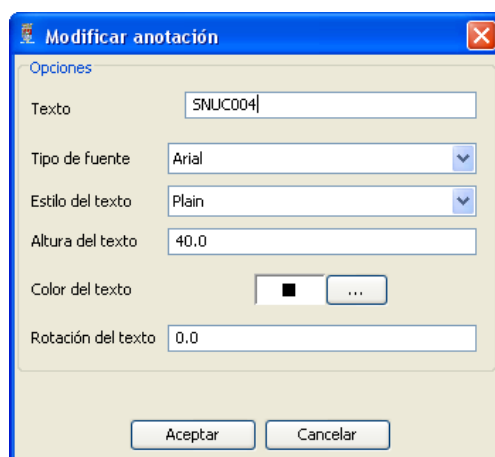 Modificar anotación
Opciones
Texto SNUC004
Tipo de fuente Arial
Estilo del texto Plain
Altura del texto 40.0
Color del texto ...
Rotación del texto 0.0
Aceptar Cancelar